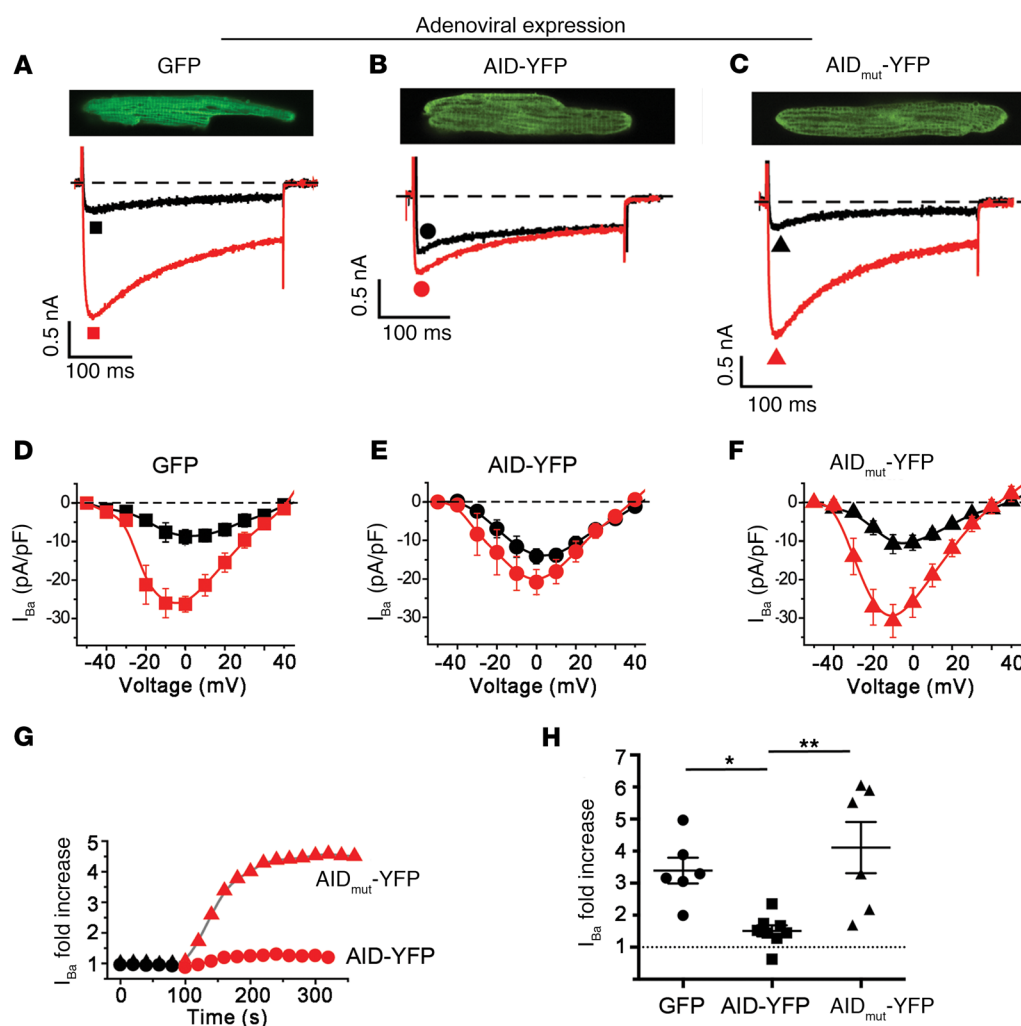 Adenoviral expression
A
GFP
B
AID-YFP
C
AIDmut-YFP
0.5 nA
100 ms
0.5 nA
100 ms
0.5 nA
100 ms
D
GFP
IBa (pA/pF)
0
-10
-20
-30
-40 -20 0 20 40
Voltage (mV)
E
AID-YFP
IBa (pA/pF)
0
-10
-20
-30
-40 -20 0 20 40
Voltage (mV)
F
AIDmut-YFP
IBa (pA/pF)
0
-10
-20
-30
-40 -20 0 20 40
Voltage (mV)
G
IBa fold increase
5
4
3
2
1
0 100 200 300
Time (s)
AIDmut-YFP
AID-YFP
H
IBa fold increase
7
6
5
4
3
2
1
*
**
GFP AID-YFP AIDmut-YFP